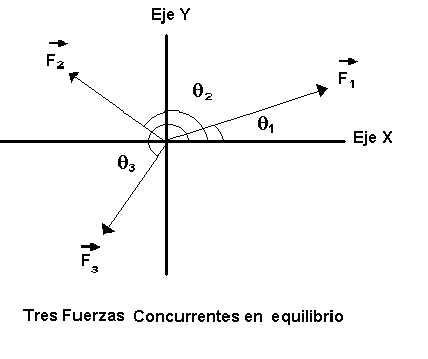 Eje Y
F₂
θ₂
F₁
θ₁
Eje X
θ₃
F₃
Tres Fuerzas Concurrentes en equilibrio